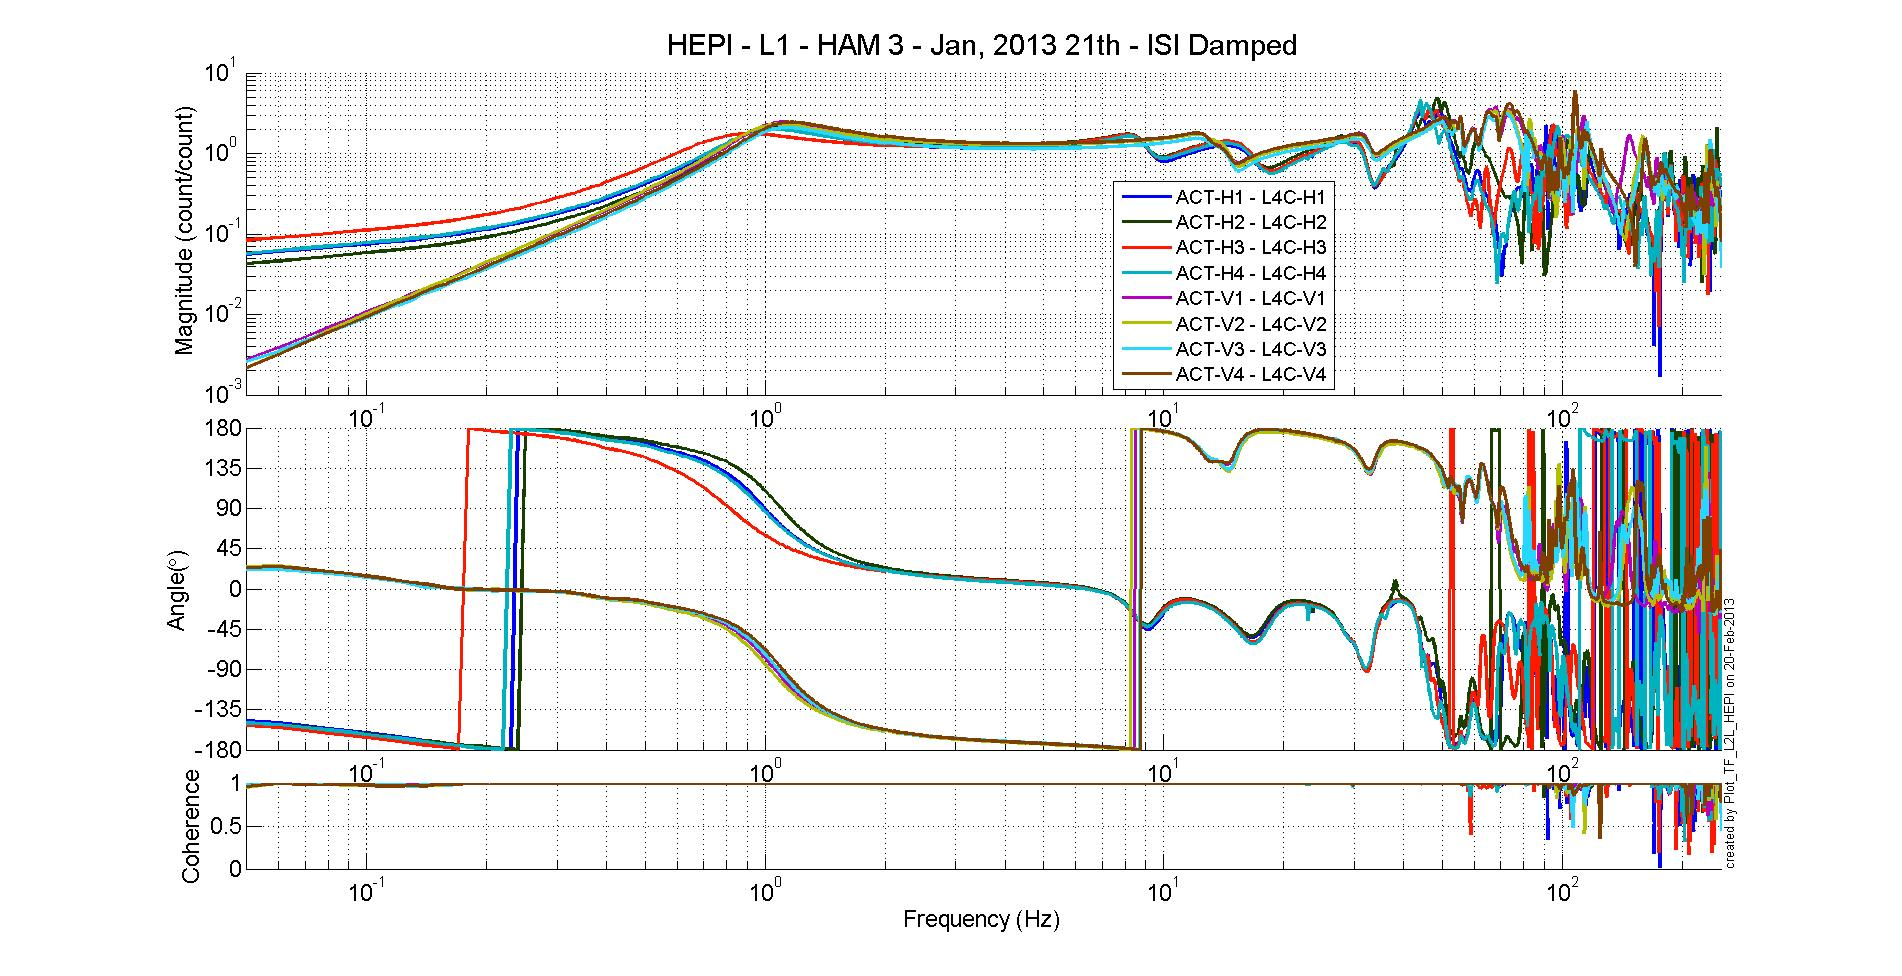 HEPI - L1 - HAM 3 - Jan, 2013 21th - ISI Damped
Magnitude (count/count)
10^1
10^0
10^-1
10^-2
10^-3
ACT-H1 - L4C-H1
ACT-H2 - L4C-H2
ACT-H3 - L4C-H3
ACT-H4 - L4C-H4
ACT-V1 - L4C-V1
ACT-V2 - L4C-V2
ACT-V3 - L4C-V3
ACT-V4 - L4C-V4
10^-1 10^0 10^1 10^2
Angle(°)
180
135
90
45
0
-45
-90
-135
-180
10^-1 10^0 10^1 10^2
Coherence
1
0.5
0
10^-1 10^0 10^1 10^2
Frequency (Hz)
created by Plot_TF_L2L_HEPI on 20-Feb-2013